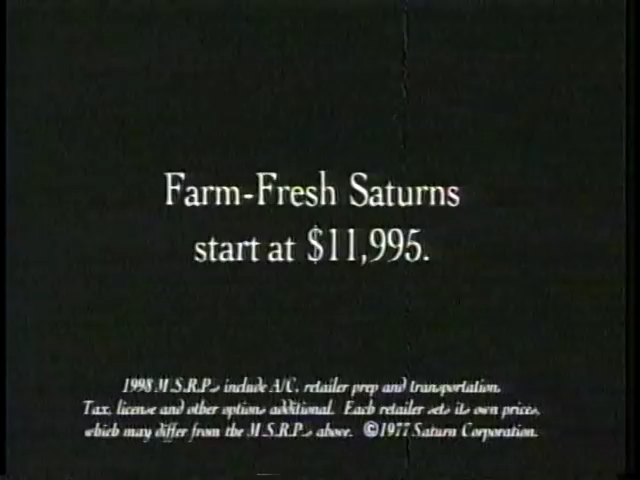 Farm-Fresh Saturns
start at $11,995.
1998 M.S.R.P.s include A/C, retailer prep and transportation.
Tax, license and other options additional. Each retailer sets its own prices,
which may differ from the M.S.R.P.s above. ©1977 Saturn Corporation.